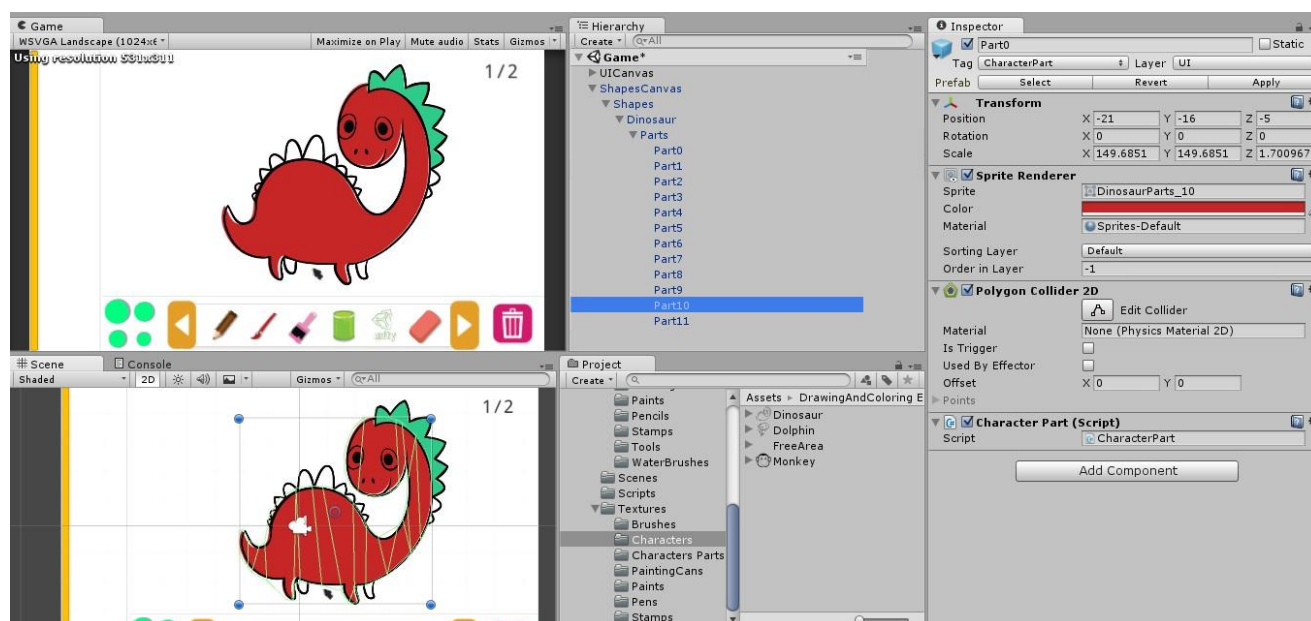 Game
WSVGA Landscape (1024x6
Maximize on Play Mute audio Stats Gizmos
Using resolution 531x311
1/2
Hierarchy
Create All
Game*
UICanvas
ShapesCanvas
Shapes
Dinosaur
Parts
Part0
Part1
Part2
Part3
Part4
Part5
Part6
Part7
Part8
Part9
Part10
Part11
Inspector
Part0 Static
Tag CharacterPart Layer UI
Prefab Select Revert Apply
Transform
Position X -21 Y -16 Z -5
Rotation X 0 Y 0 Z 0
Scale X 149.6851 Y 149.6851 Z 1.700967
Sprite Renderer
Sprite DinosaurParts_10
Color
Material Sprites-Default
Sorting Layer Default
Order in Layer -1
Polygon Collider 2D
Edit Collider
Material None (Physics Material 2D)
Is Trigger
Used By Effector
Offset X 0 Y 0
Points
Character Part (Script)
Script CharacterPart
Add Component
Scene Console
Shaded 2D Gizmos All
1/2
Project
Create
Paints
Pencils
Stamps
Tools
WaterBrushes
Scenes
Scripts
Textures
Brushes
Characters
Characters Parts
PaintingCans
Paints
Pens
Stamps
Assets DrawingAndColoring E
Dinosaur
Dolphin
FreeArea
Monkey